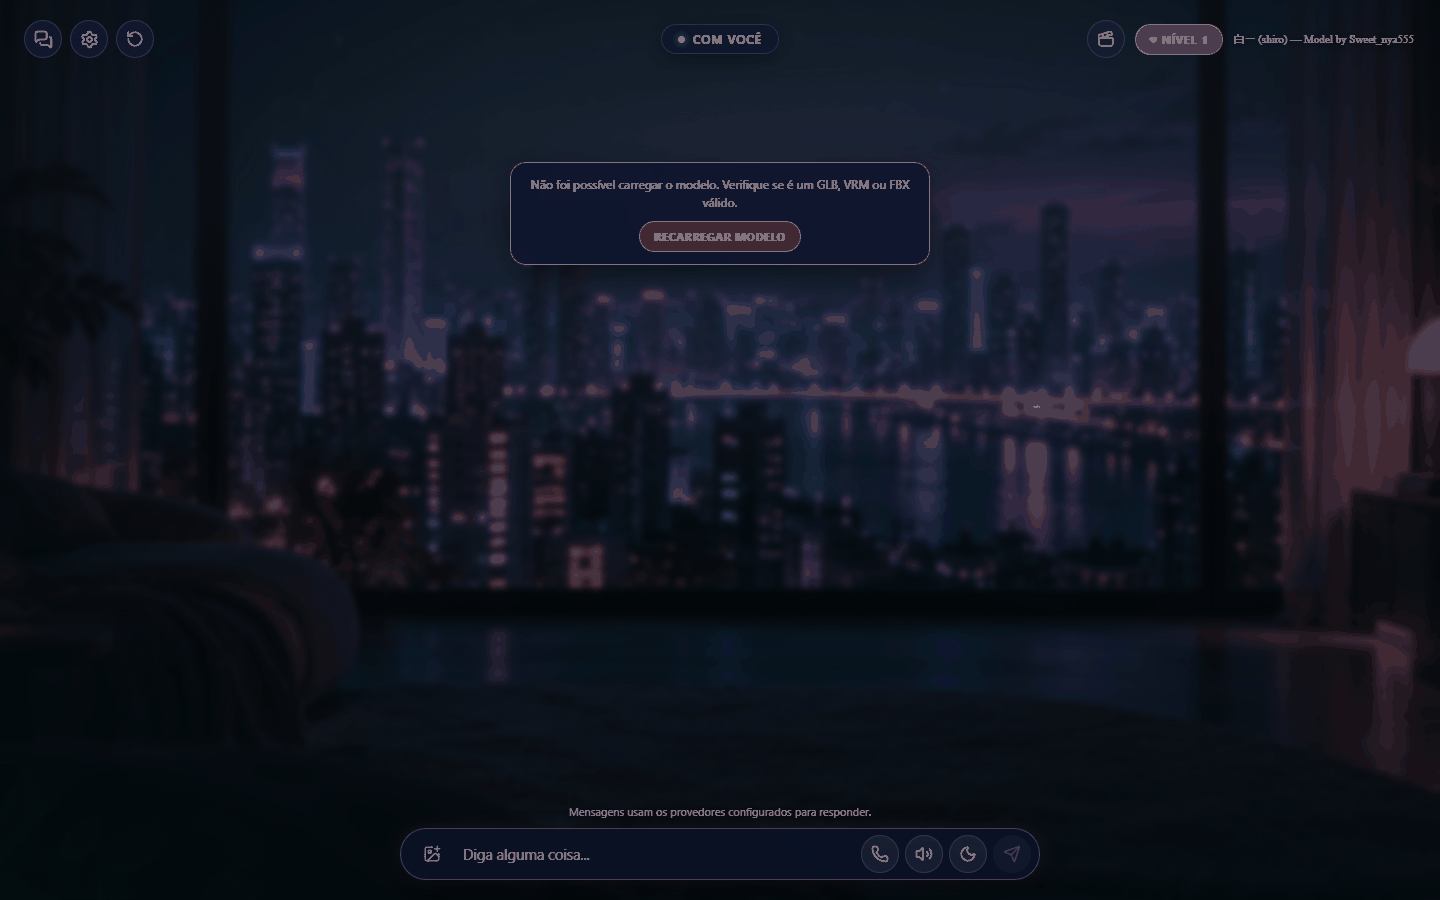 COM VOCÊ
NÍVEL 1
白一 (shiro) — Model by Sweet_nya555
Não foi possível carregar o modelo. Verifique se é um GLB, VRM ou FBX
válido.
RECARREGAR MODELO
Mensagens usam os provedores configurados para responder.
Diga alguma coisa...